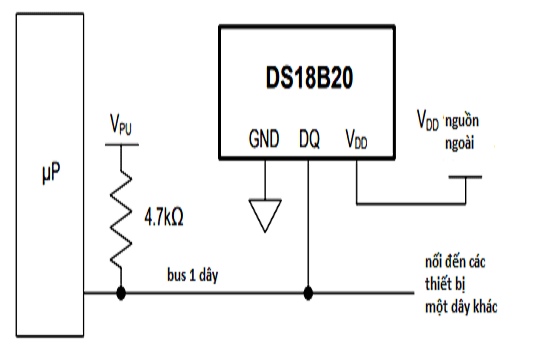 DS18B20
GND DQ VDD
VDD nguồn
ngoài
VPU
µP
4.7kΩ
bus 1 dây
nối đến các
thiết bị
một dây khác